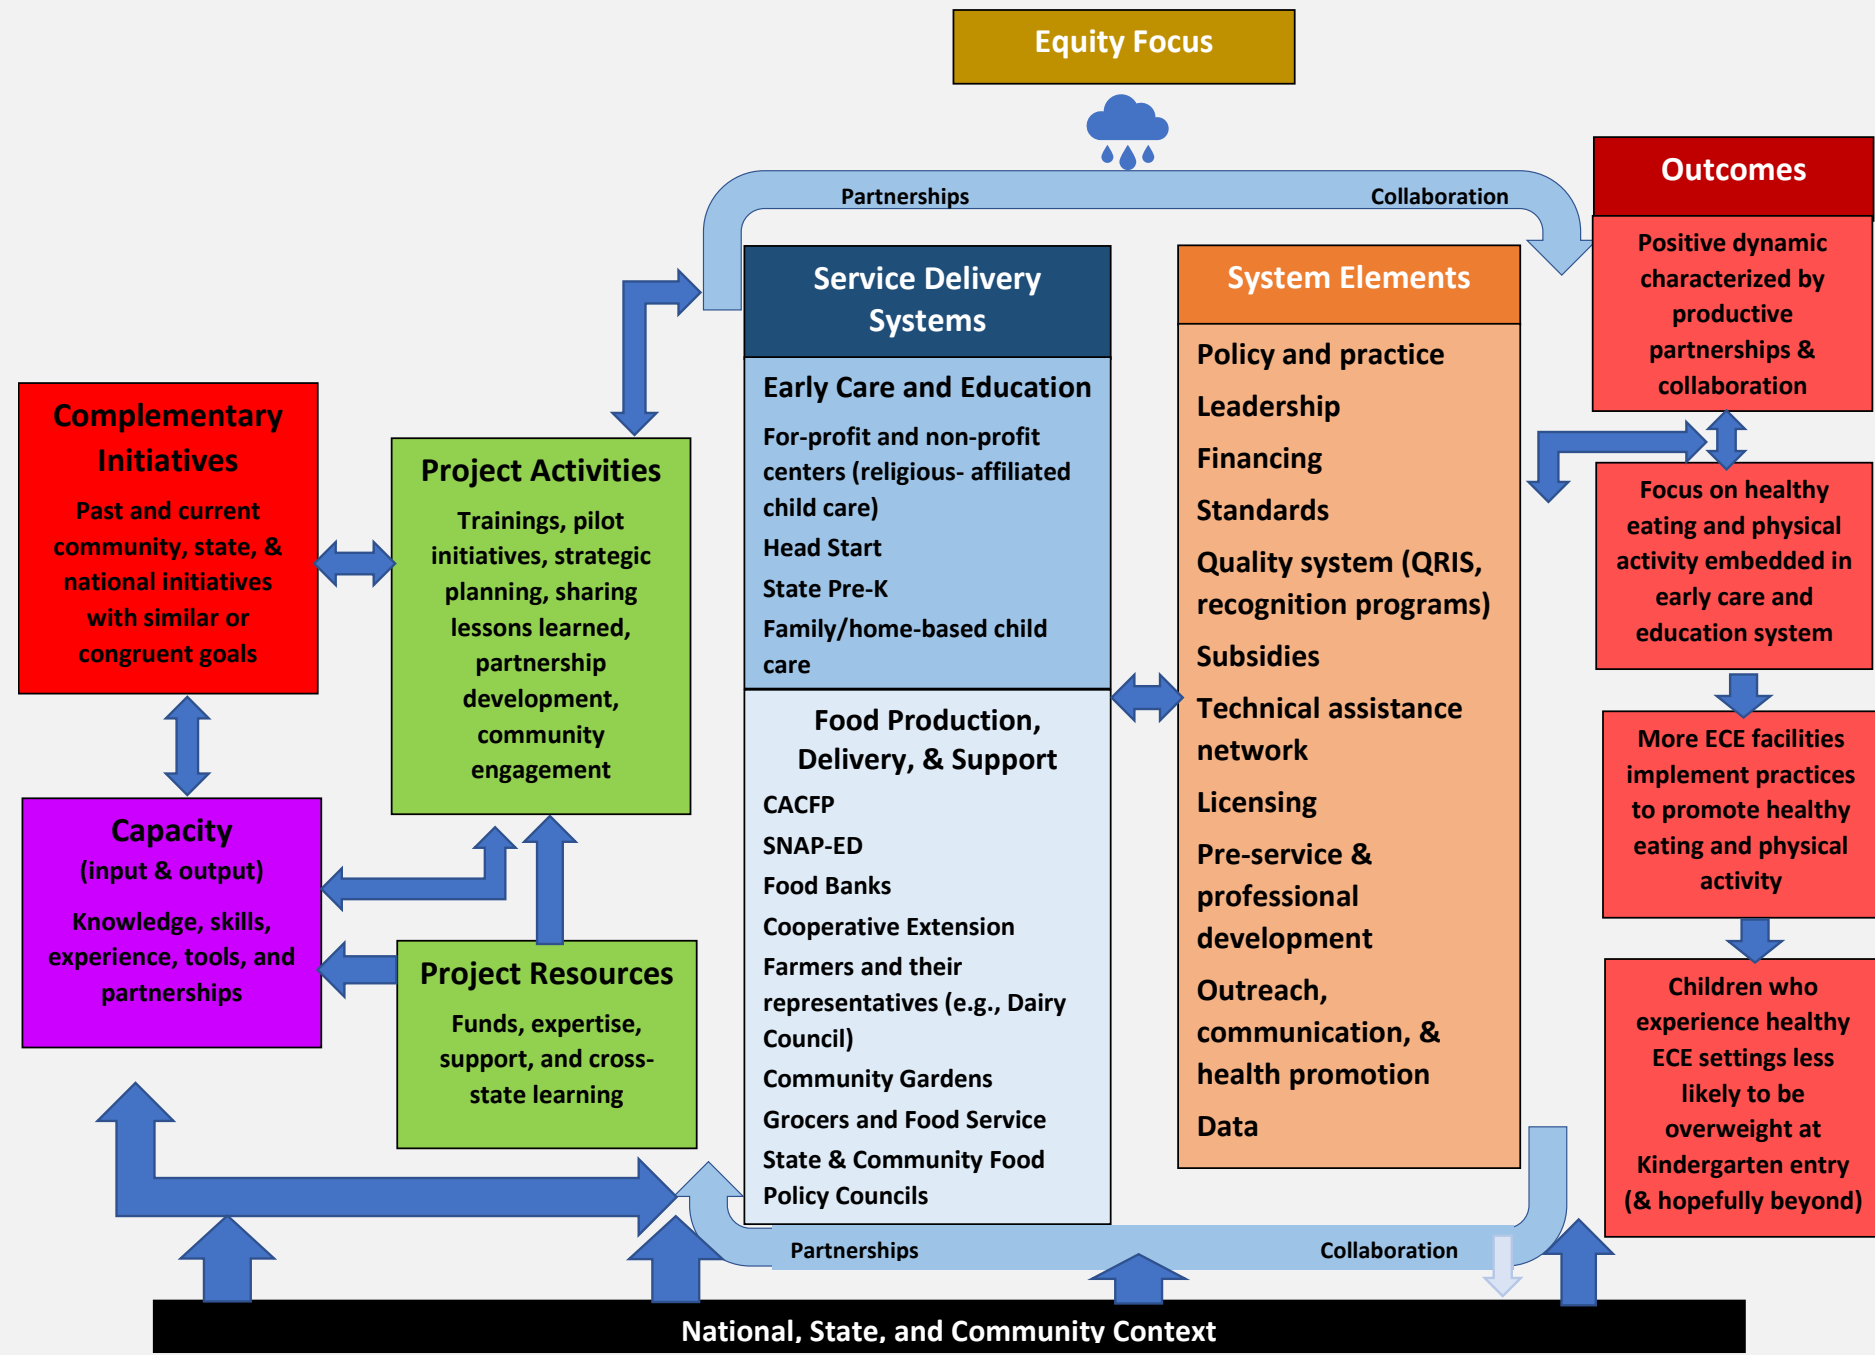 Equity Focus
Partnerships
Collaboration
Complementary
Initiatives
Past and current
community, state, &
national initiatives
with similar or
congruent goals
Capacity
(input & output)
Knowledge, skills,
experience, tools, and
partnerships
Project Activities
Trainings, pilot
initiatives, strategic
planning, sharing
lessons learned,
partnership
development,
community
engagement
Project Resources
Funds, expertise,
support, and cross-
state learning
Service Delivery
Systems
Early Care and Education
For-profit and non-profit
centers (religious- affiliated
child care)
Head Start
State Pre-K
Family/home-based child
care
Food Production,
Delivery, & Support
CACFP
SNAP-ED
Food Banks
Cooperative Extension
Farmers and their
representatives (e.g., Dairy
Council)
Community Gardens
Grocers and Food Service
State & Community Food
Policy Councils
System Elements
Policy and practice
Leadership
Financing
Standards
Quality system (QRIS,
recognition programs)
Subsidies
Technical assistance
network
Licensing
Pre-service &
professional
development
Outreach,
communication, &
health promotion
Data
Outcomes
Positive dynamic
characterized by
productive
partnerships &
collaboration
Focus on healthy
eating and physical
activity embedded in
early care and
education system
More ECE facilities
implement practices
to promote healthy
eating and physical
activity
Children who
experience healthy
ECE settings less
likely to be
overweight at
Kindergarten entry
(& hopefully beyond)
Partnerships
Collaboration
National, State, and Community Context